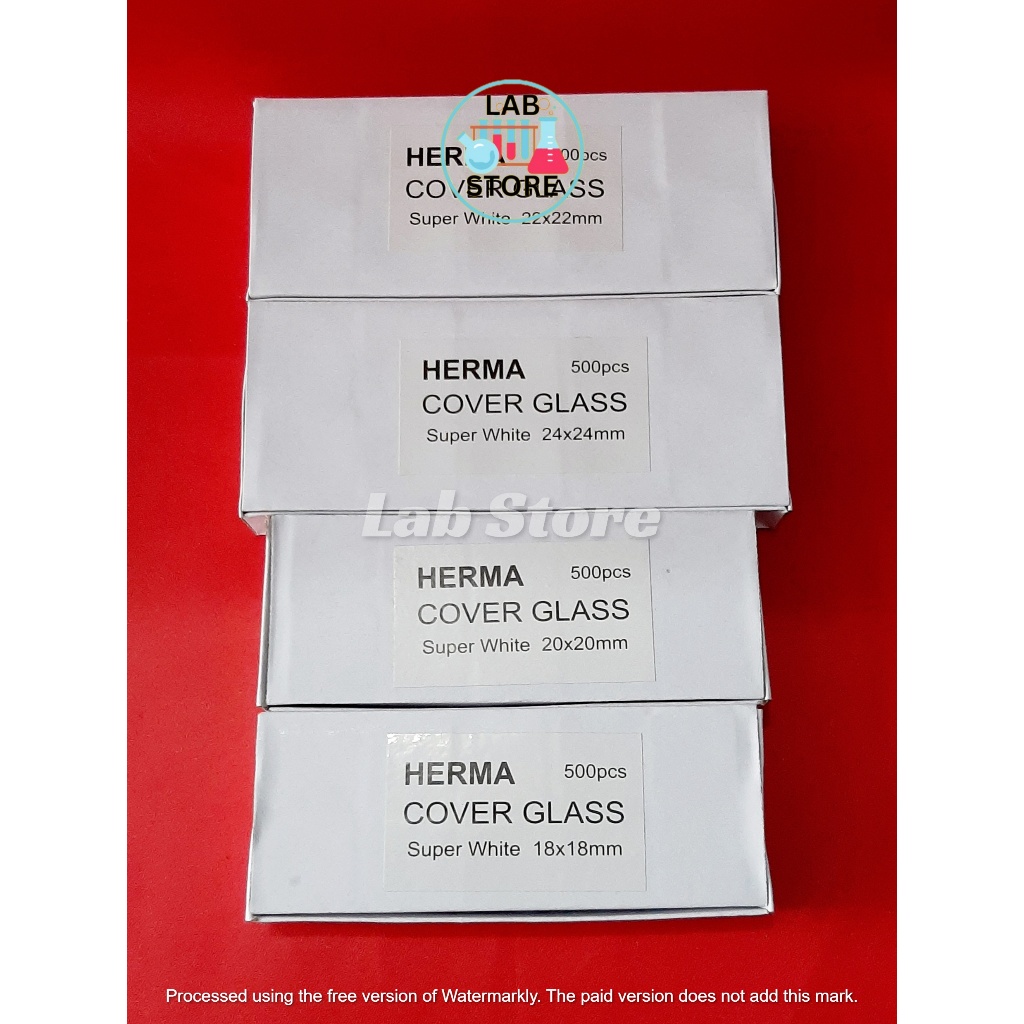 LAB
STORE
HERMA
COVER GLASS
Super White 22x22mm
HERMA 500pcs
COVER GLASS
Super White 24x24mm
Lab Store
HERMA 500pcs
COVER GLASS
Super White 20x20mm
HERMA 500pcs
COVER GLASS
Super White 18x18mm
Processed using the free version of Watermarkly. The paid version does not add this mark.